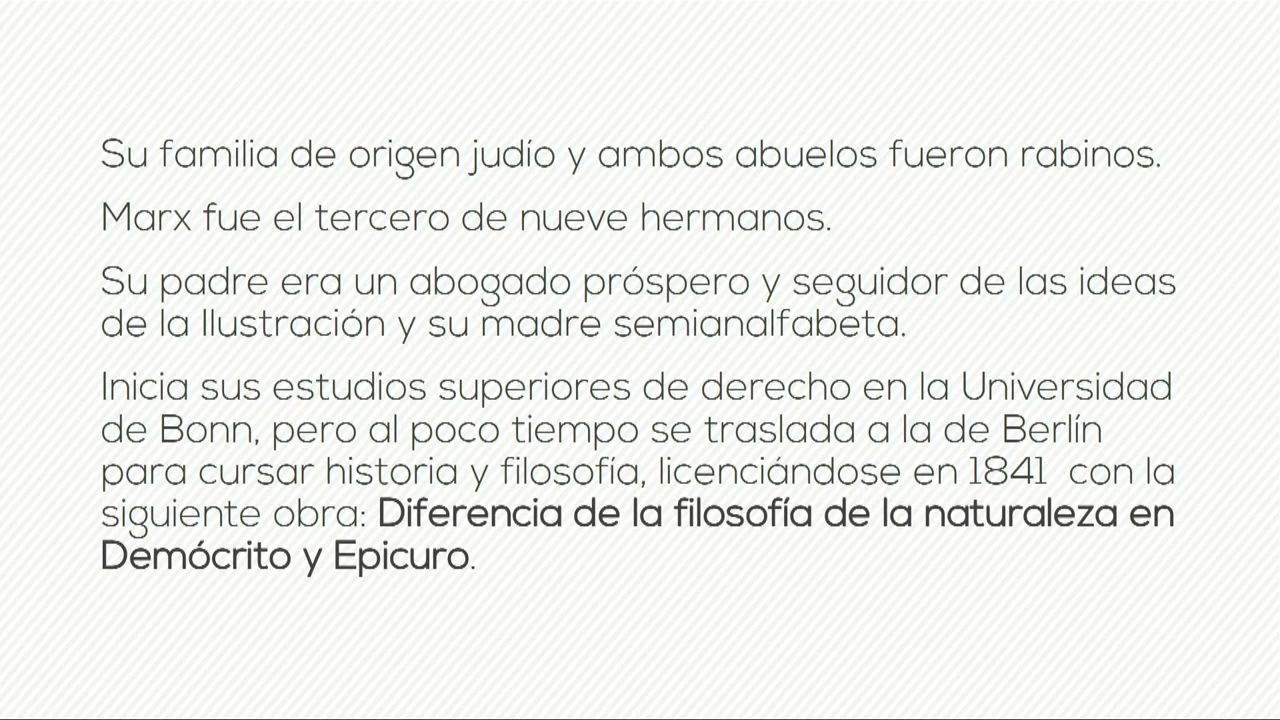 Su familia de origen judío y ambos abuelos fueron rabinos.
Marx fue el tercero de nueve hermanos.
Su padre era un abogado próspero y seguidor de las ideas
de la Ilustración y su madre semianalfabeta.
Inicia sus estudios superiores de derecho en la Universidad
de Bonn, pero al poco tiempo se traslada a la de Berlín
para cursar historia y filosofía, licenciándose en 1841  con la
siguiente obra: Diferencia de la filosofía de la naturaleza en
Demócrito y Epicuro.